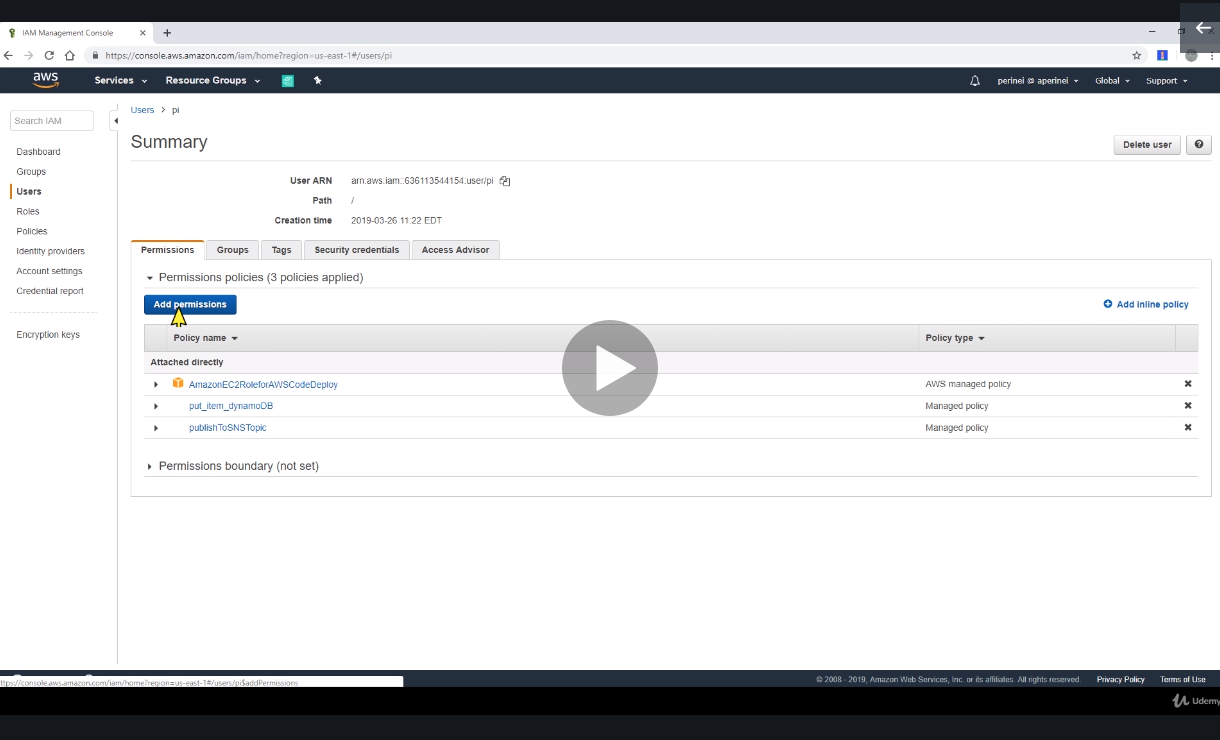 IAM Management Console
https://console.aws.amazon.com/iam/home?region=us-east-1#/users/pi
aws Services Resource Groups perinei @ aperinei Global Support
Search IAM
Dashboard
Groups
Users
Roles
Policies
Identity providers
Account settings
Credential report
Encryption keys
Users > pi
Summary
Delete user
User ARN arn:aws:iam::636113544154:user/pi
Path /
Creation time 2019-03-26 11:22 EDT
Permissions Groups Tags Security credentials Access Advisor
Permissions policies (3 policies applied)
Add permissions Add inline policy
Policy name Policy type
Attached directly
AmazonEC2RoleforAWSCodeDeploy AWS managed policy
put_item_dynamoDB Managed policy
publishToSNSTopic Managed policy
Permissions boundary (not set)
ttps://console.aws.amazon.com/iam/home?region=us-east-1#/users/pi$addPermissions
© 2008 - 2019, Amazon Web Services, Inc. or its affiliates. All rights reserved. Privacy Policy Terms of Use
Udemy